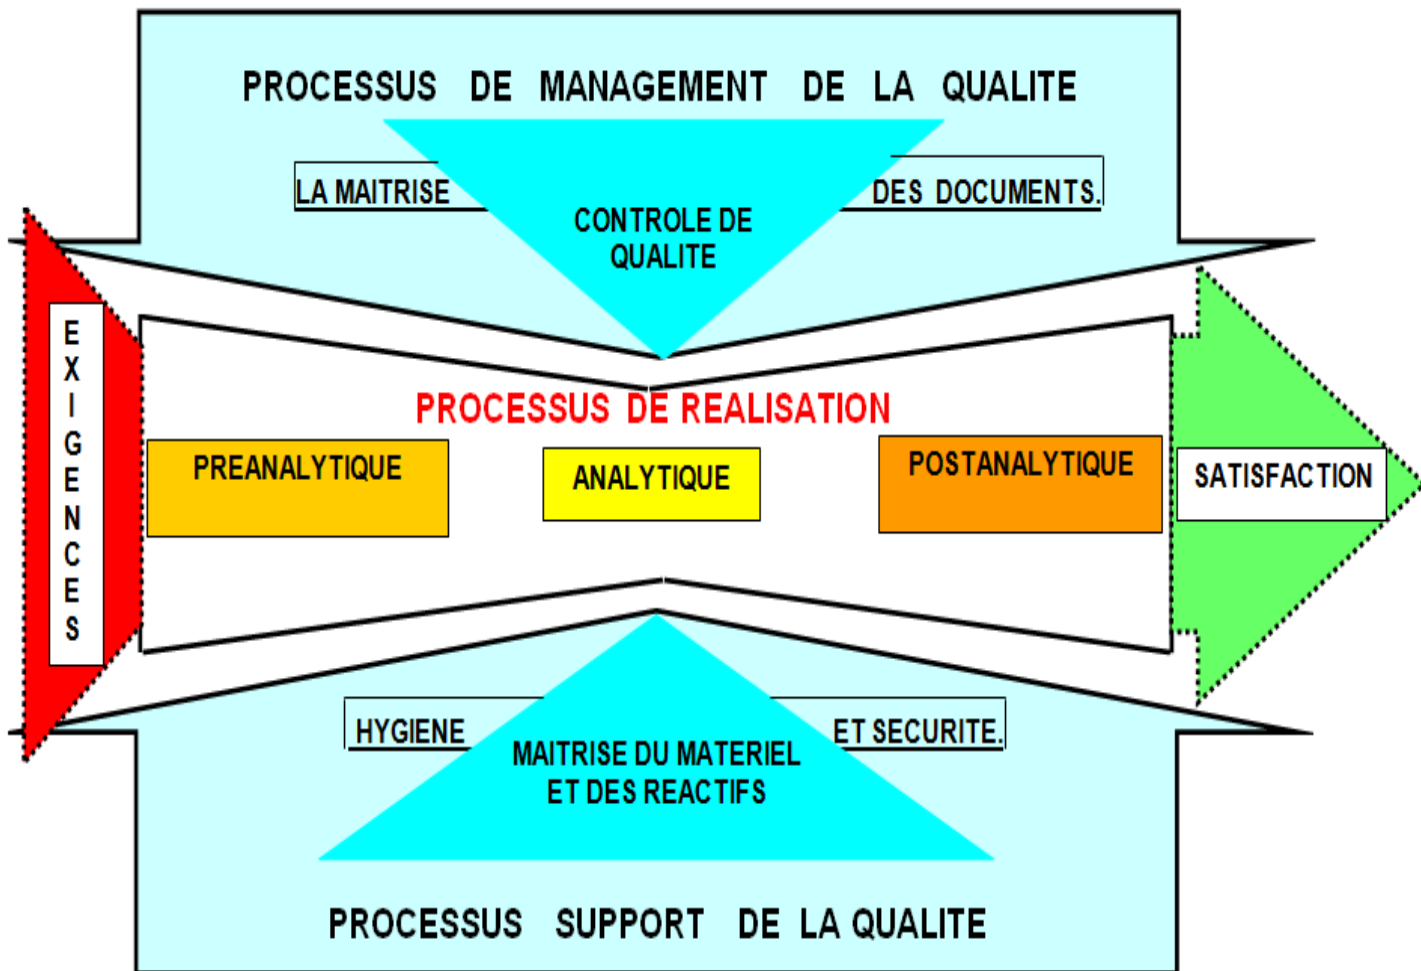 PROCESSUS DE MANAGEMENT DE LA QUALITE
LA MAITRISE DES DOCUMENTS.
CONTROLE DE
QUALITE
EXIGENCES
PROCESSUS DE REALISATION
PREANALYTIQUE
ANALYTIQUE
POSTANALYTIQUE
SATISFACTION
HYGIENE ET SECURITE.
MAITRISE DU MATERIEL
ET DES REACTIFS
PROCESSUS SUPPORT DE LA QUALITE